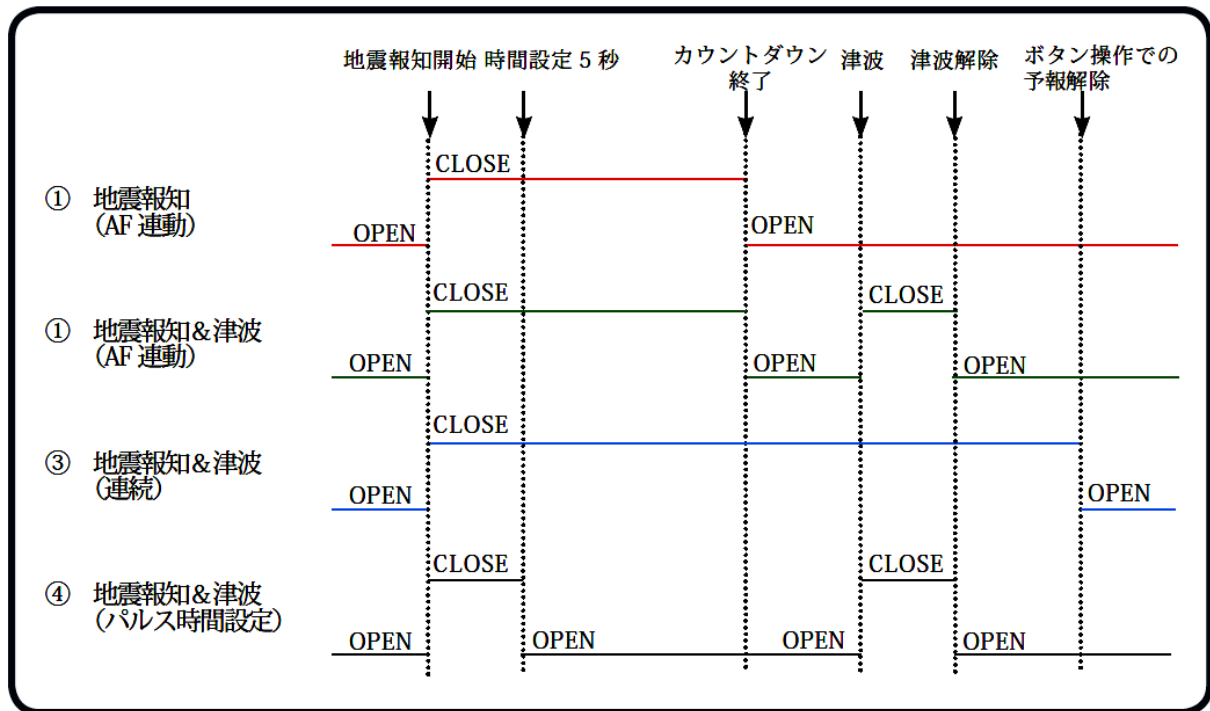 地震報知開始 時間設定 5 秒 カウントダウン 津波 津波解除 ボタン操作での
終了 予報解除
CLOSE
① 地震報知
(AF 連動)
OPEN OPEN
CLOSE CLOSE
① 地震報知&津波
(AF 連動)
OPEN OPEN OPEN
CLOSE
③ 地震報知&津波
(連続)
OPEN OPEN
CLOSE CLOSE
④ 地震報知&津波
(パルス時間設定)
OPEN OPEN OPEN OPEN